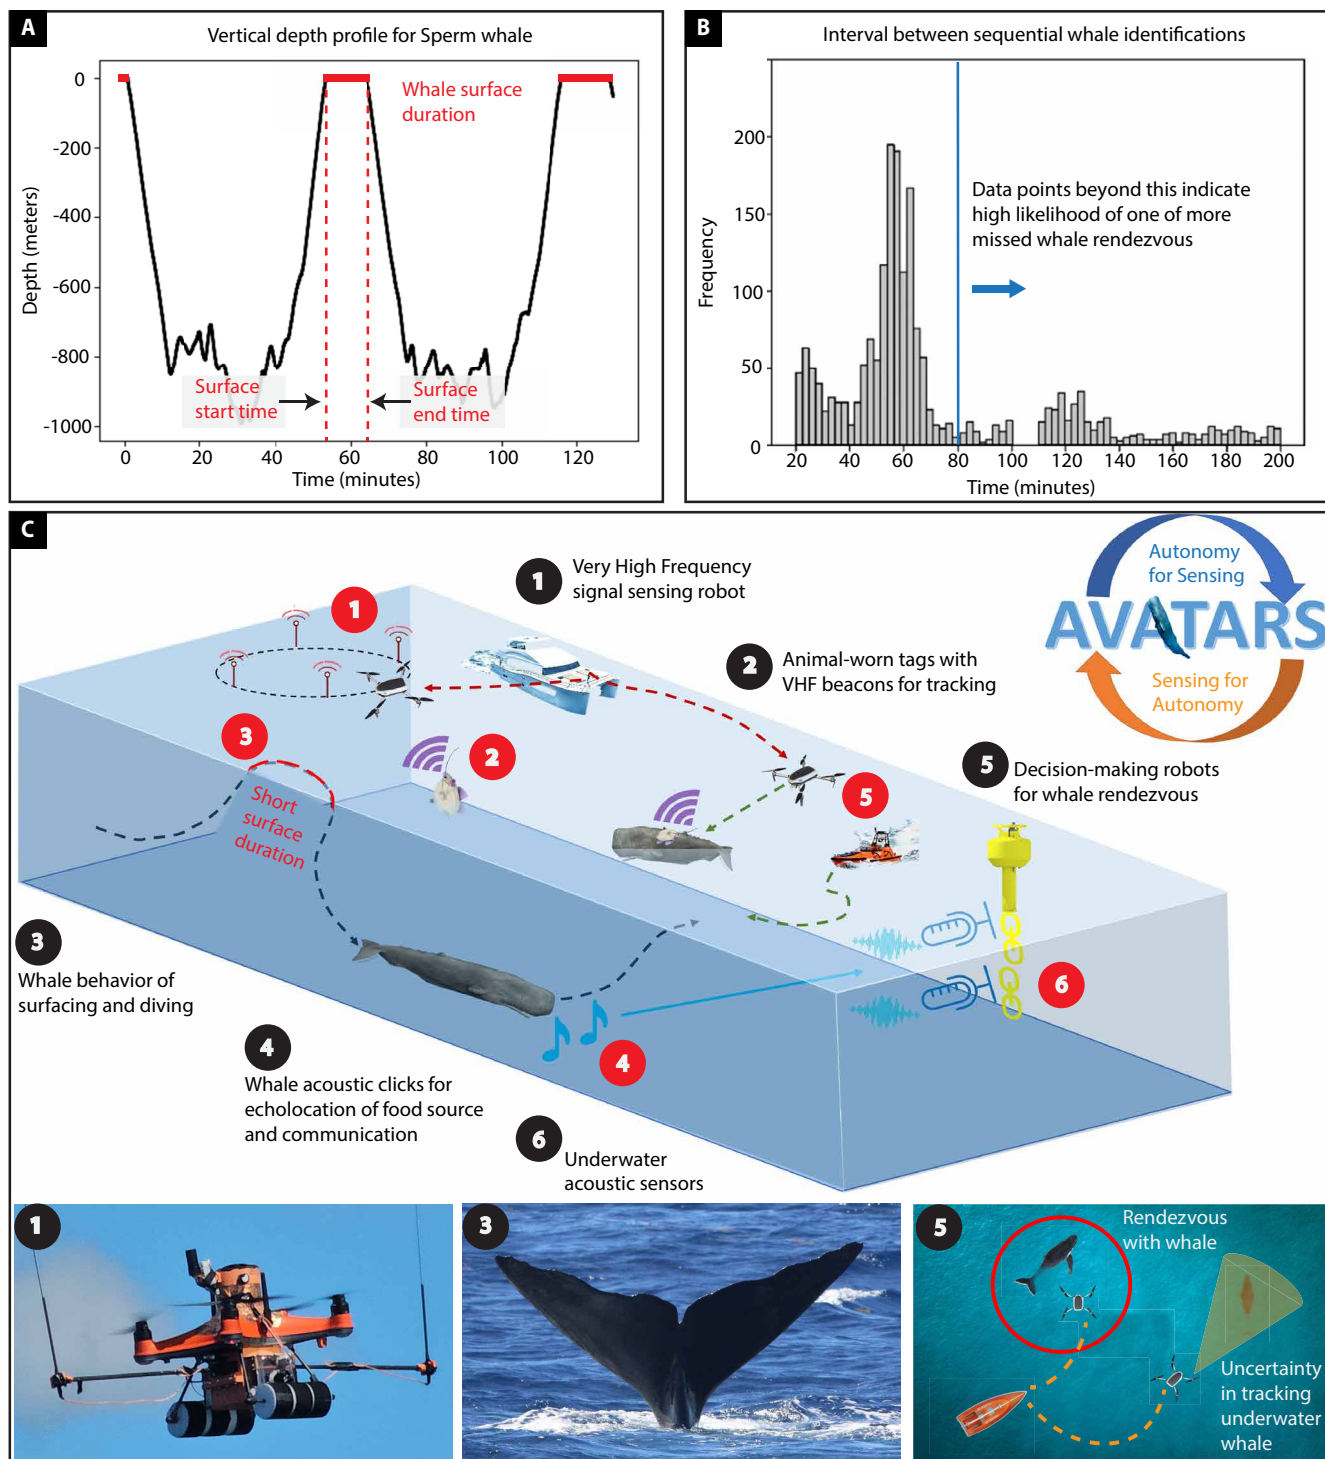 A
Vertical depth profile for Sperm whale
0
-200
-400
-600
-800
-1000
Depth (meters)
Whale surface
duration
Surface
start time
Surface
end time
0
20
40
60
80
100
120
Time (minutes)
B
Interval between sequential whale identifications
200
150
100
50
0
Frequency
Data points beyond this indicate
high likelihood of one of more
missed whale rendezvous
20
40
60
80
100
120
140
160
180
200
Time (minutes)
C
1
Very High Frequency
signal sensing robot
Autonomy
for Sensing
AVATARS
Sensing for
Autonomy
1
2
Animal-worn tags with
VHF beacons for tracking
3
2
5
Decision-making robots
for whale rendezvous
5
Short
surface
duration
3
Whale behavior of
surfacing and diving
6
4
4
Whale acoustic clicks for
echolocation of food source
and communication
6
Underwater
acoustic sensors
1
3
5
Rendezvous
with whale
Uncertainty
in tracking
underwater
whale